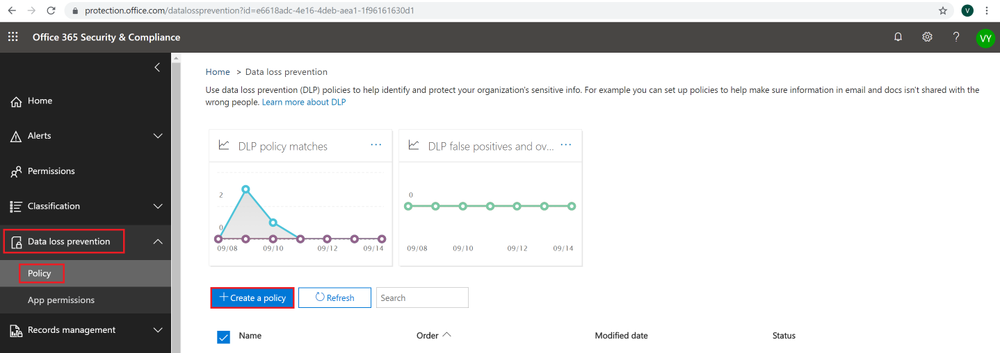 protection.office.com/datalossprevention?id=e6618adc-4e16-4deb-aea1-1f96161630d1
V
Office 365 Security & Compliance
?
VY
Home
Alerts
Permissions
Classification
Data loss prevention
Policy
App permissions
Records management
Home > Data loss prevention
Use data loss prevention (DLP) policies to help identify and protect your organization's sensitive info. For example you can set up policies to help make sure information in email and docs isn't shared with the
wrong people. Learn more about DLP
DLP policy matches ...
2
0
09/08 09/10 09/12 09/14
DLP false positives and ov... ...
0
09/08 09/10 09/12 09/14
Create a policy
Refresh
Search
Name Order Modified date Status